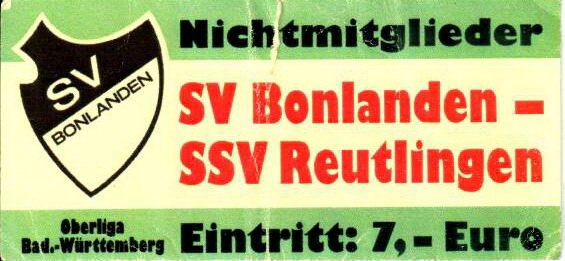 Nichtmitglieder
SV
BONLANDEN
SV Bonlanden –
SSV Reutlingen
Oberliga
Bad.-Württemberg
Eintritt: 7,- Euro